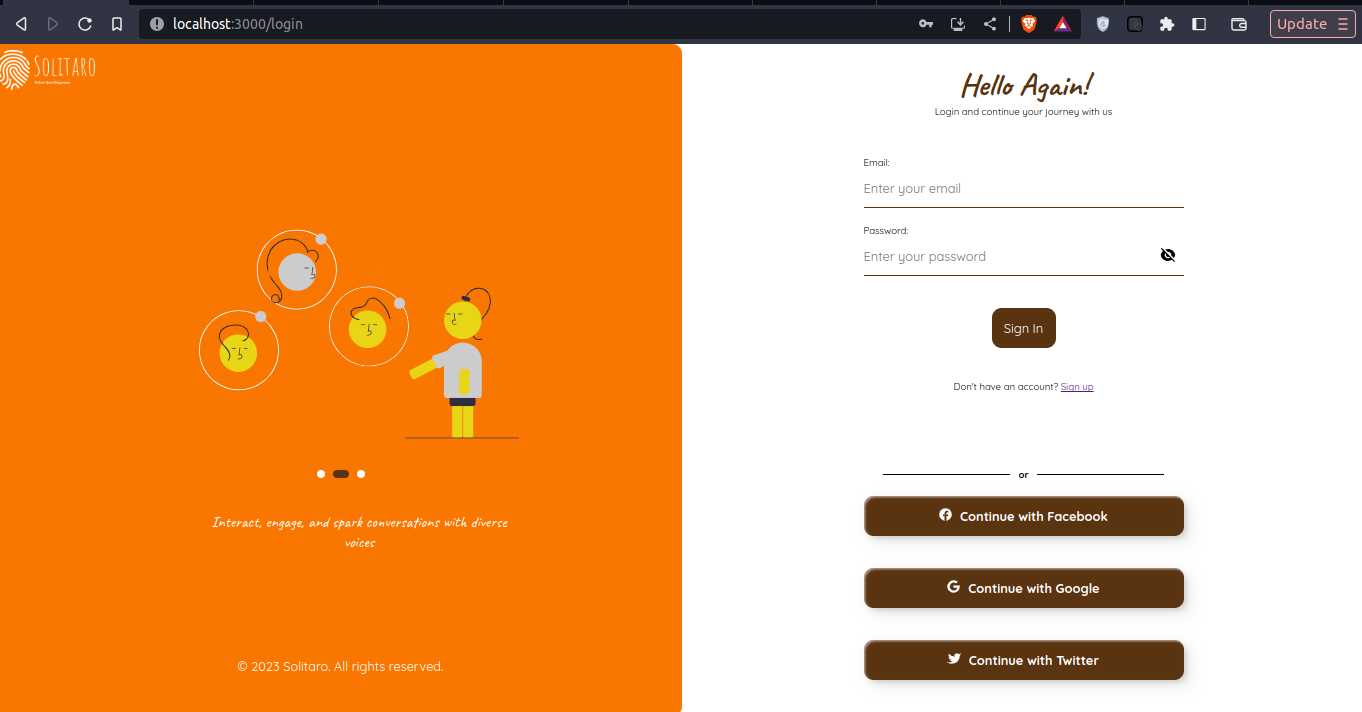 localhost:3000/login
Update
SOLITARO
Hello Again!
Login and continue your journey with us
Email:
Enter your email
Password:
Enter your password
Sign In
Don't have an account? Sign up
or
Continue with Facebook
Continue with Google
Continue with Twitter
Interact, engage, and spark conversations with diverse
voices
© 2023 Solitaro. All rights reserved.